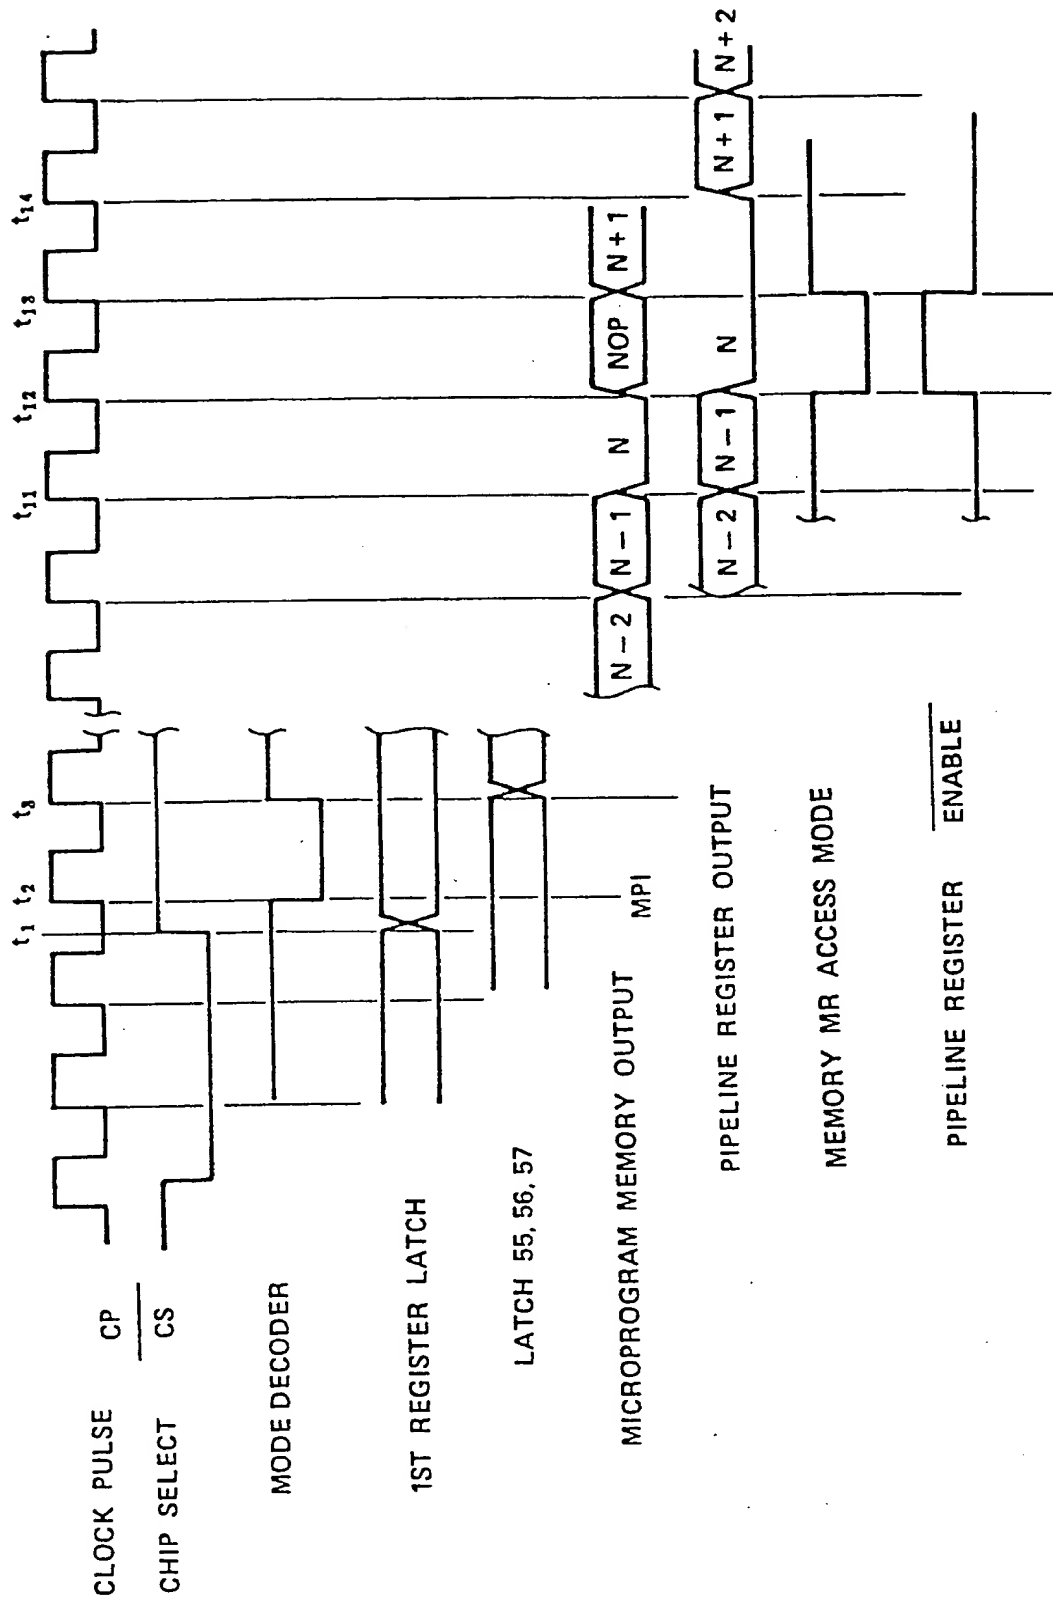 t1 t2 t3 t11 t12 t13 t14
CLOCK PULSE CP
CHIP SELECT CS
MODE DECODER
1ST REGISTER LATCH
LATCH 55, 56, 57
MICROPROGRAM MEMORY OUTPUT MPI N-2 N-1 N NOP N+1
PIPELINE REGISTER OUTPUT N-2 N-1 N N+1 N+2
MEMORY MR ACCESS MODE
PIPELINE REGISTER ENABLE